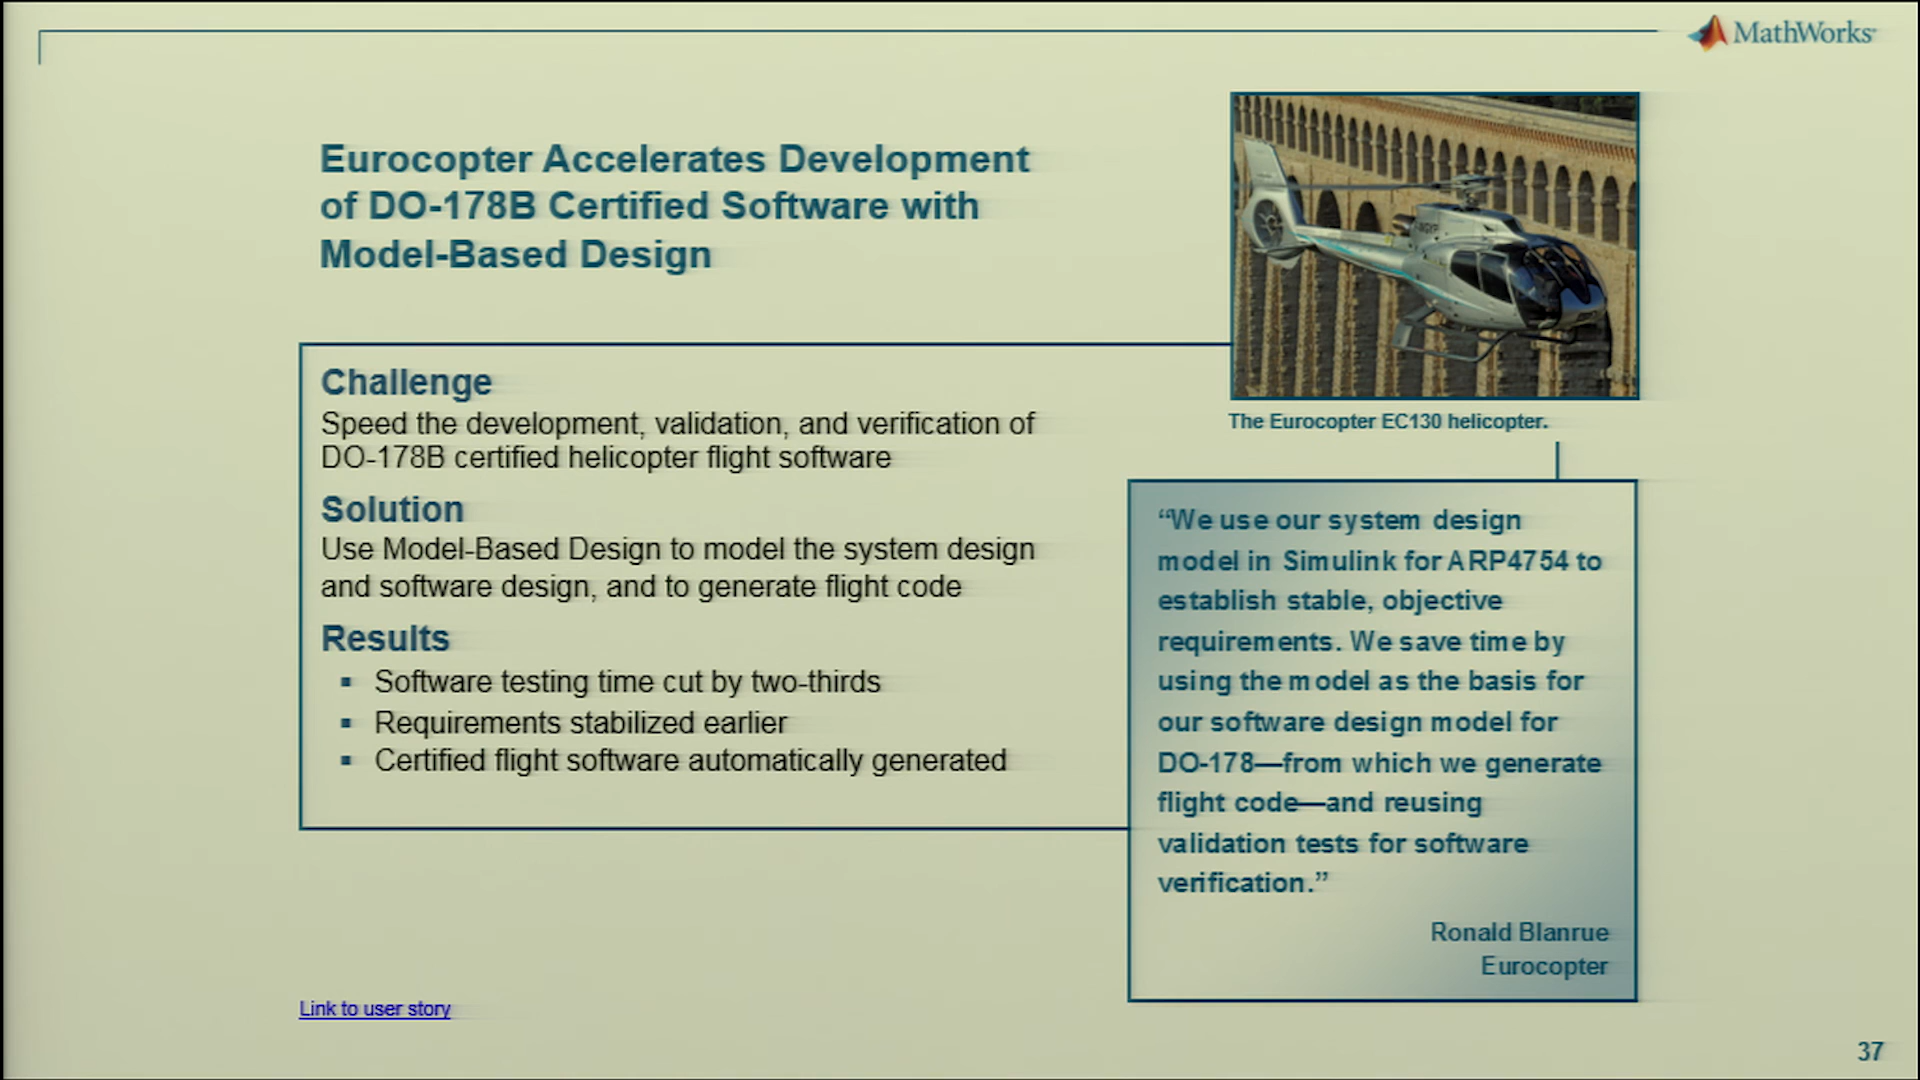 MathWorks
Eurocopter Accelerates Development
of DO-178B Certified Software with
Model-Based Design
Challenge
Speed the development, validation, and verification of
DO-178B certified helicopter flight software
Solution
Use Model-Based Design to model the system design
and software design, and to generate flight code
Results
▪ Software testing time cut by two-thirds
▪ Requirements stabilized earlier
▪ Certified flight software automatically generated
The Eurocopter EC130 helicopter.
“We use our system design
model in Simulink for ARP4754 to
establish stable, objective
requirements. We save time by
using the model as the basis for
our software design model for
DO-178—from which we generate
flight code—and reusing
validation tests for software
verification.”
Ronald Blanrue
Eurocopter
Link to user story
37